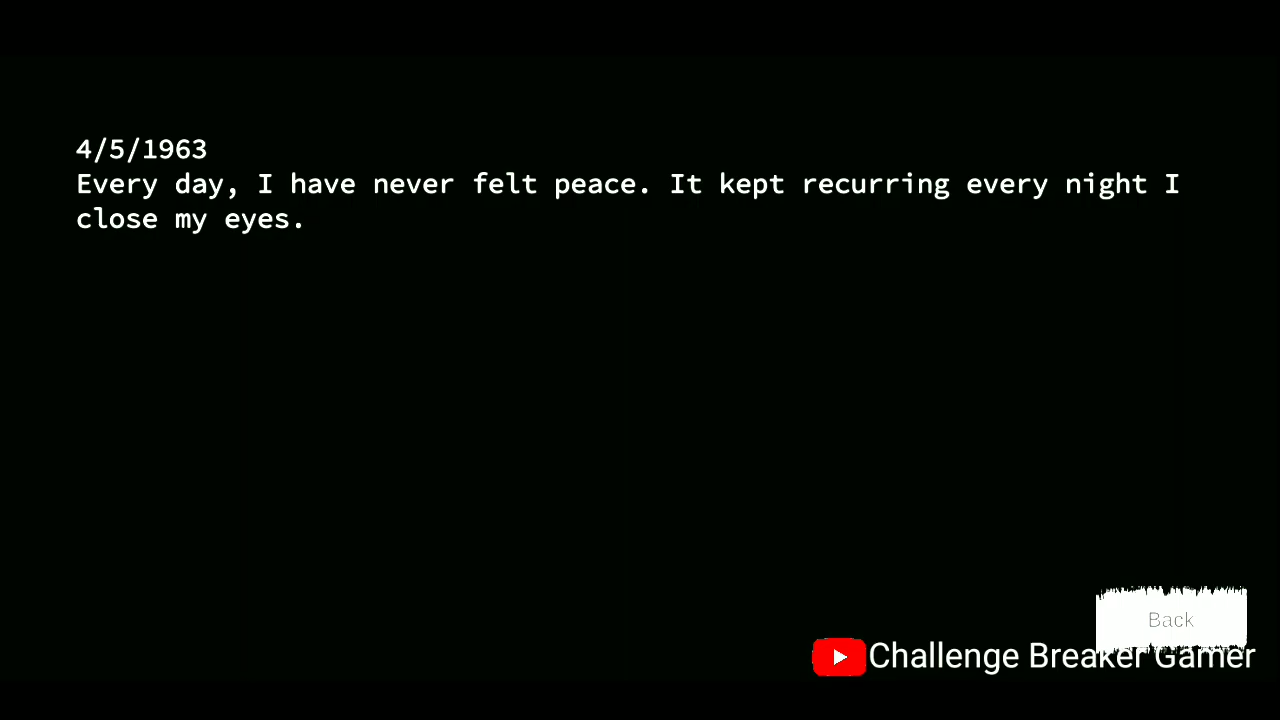 4/5/1963
Every day, I have never felt peace. It kept recurring every night I
close my eyes.
Back
Challenge Breaker Gamer